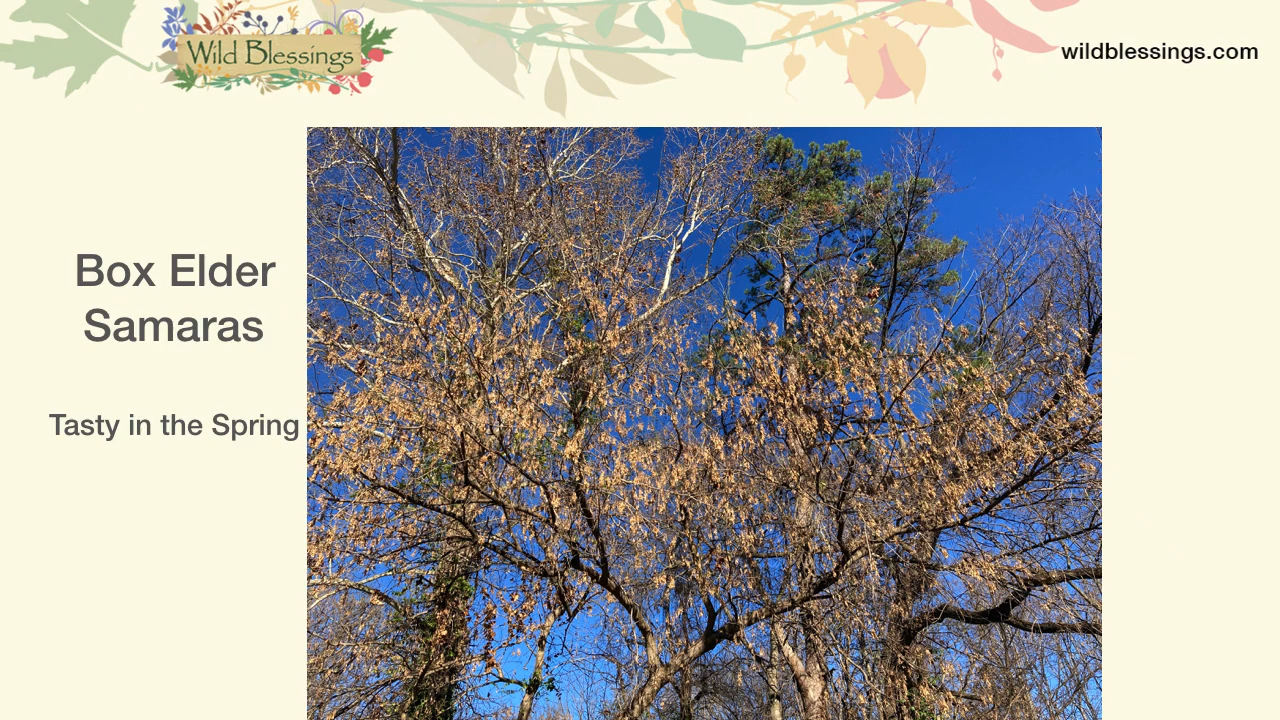 Wild Blessings
wildblessings.com
Box Elder
Samaras
Tasty in the Spring